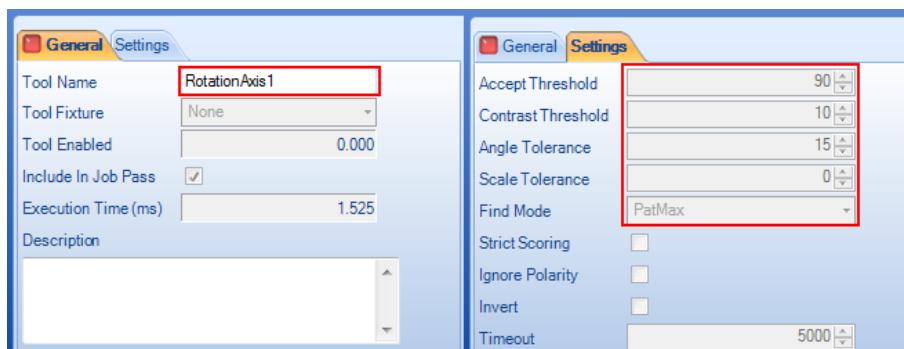 General Settings
Tool Name RotationAxis1
Tool Fixture None
Tool Enabled 0.000
Include In Job Pass
Execution Time (ms) 1.525
Description
General Settings
Accept Threshold 90
Contrast Threshold 10
Angle Tolerance 15
Scale Tolerance 0
Find Mode PatMax
Strict Scoring
Ignore Polarity
Invert
Timeout 5000